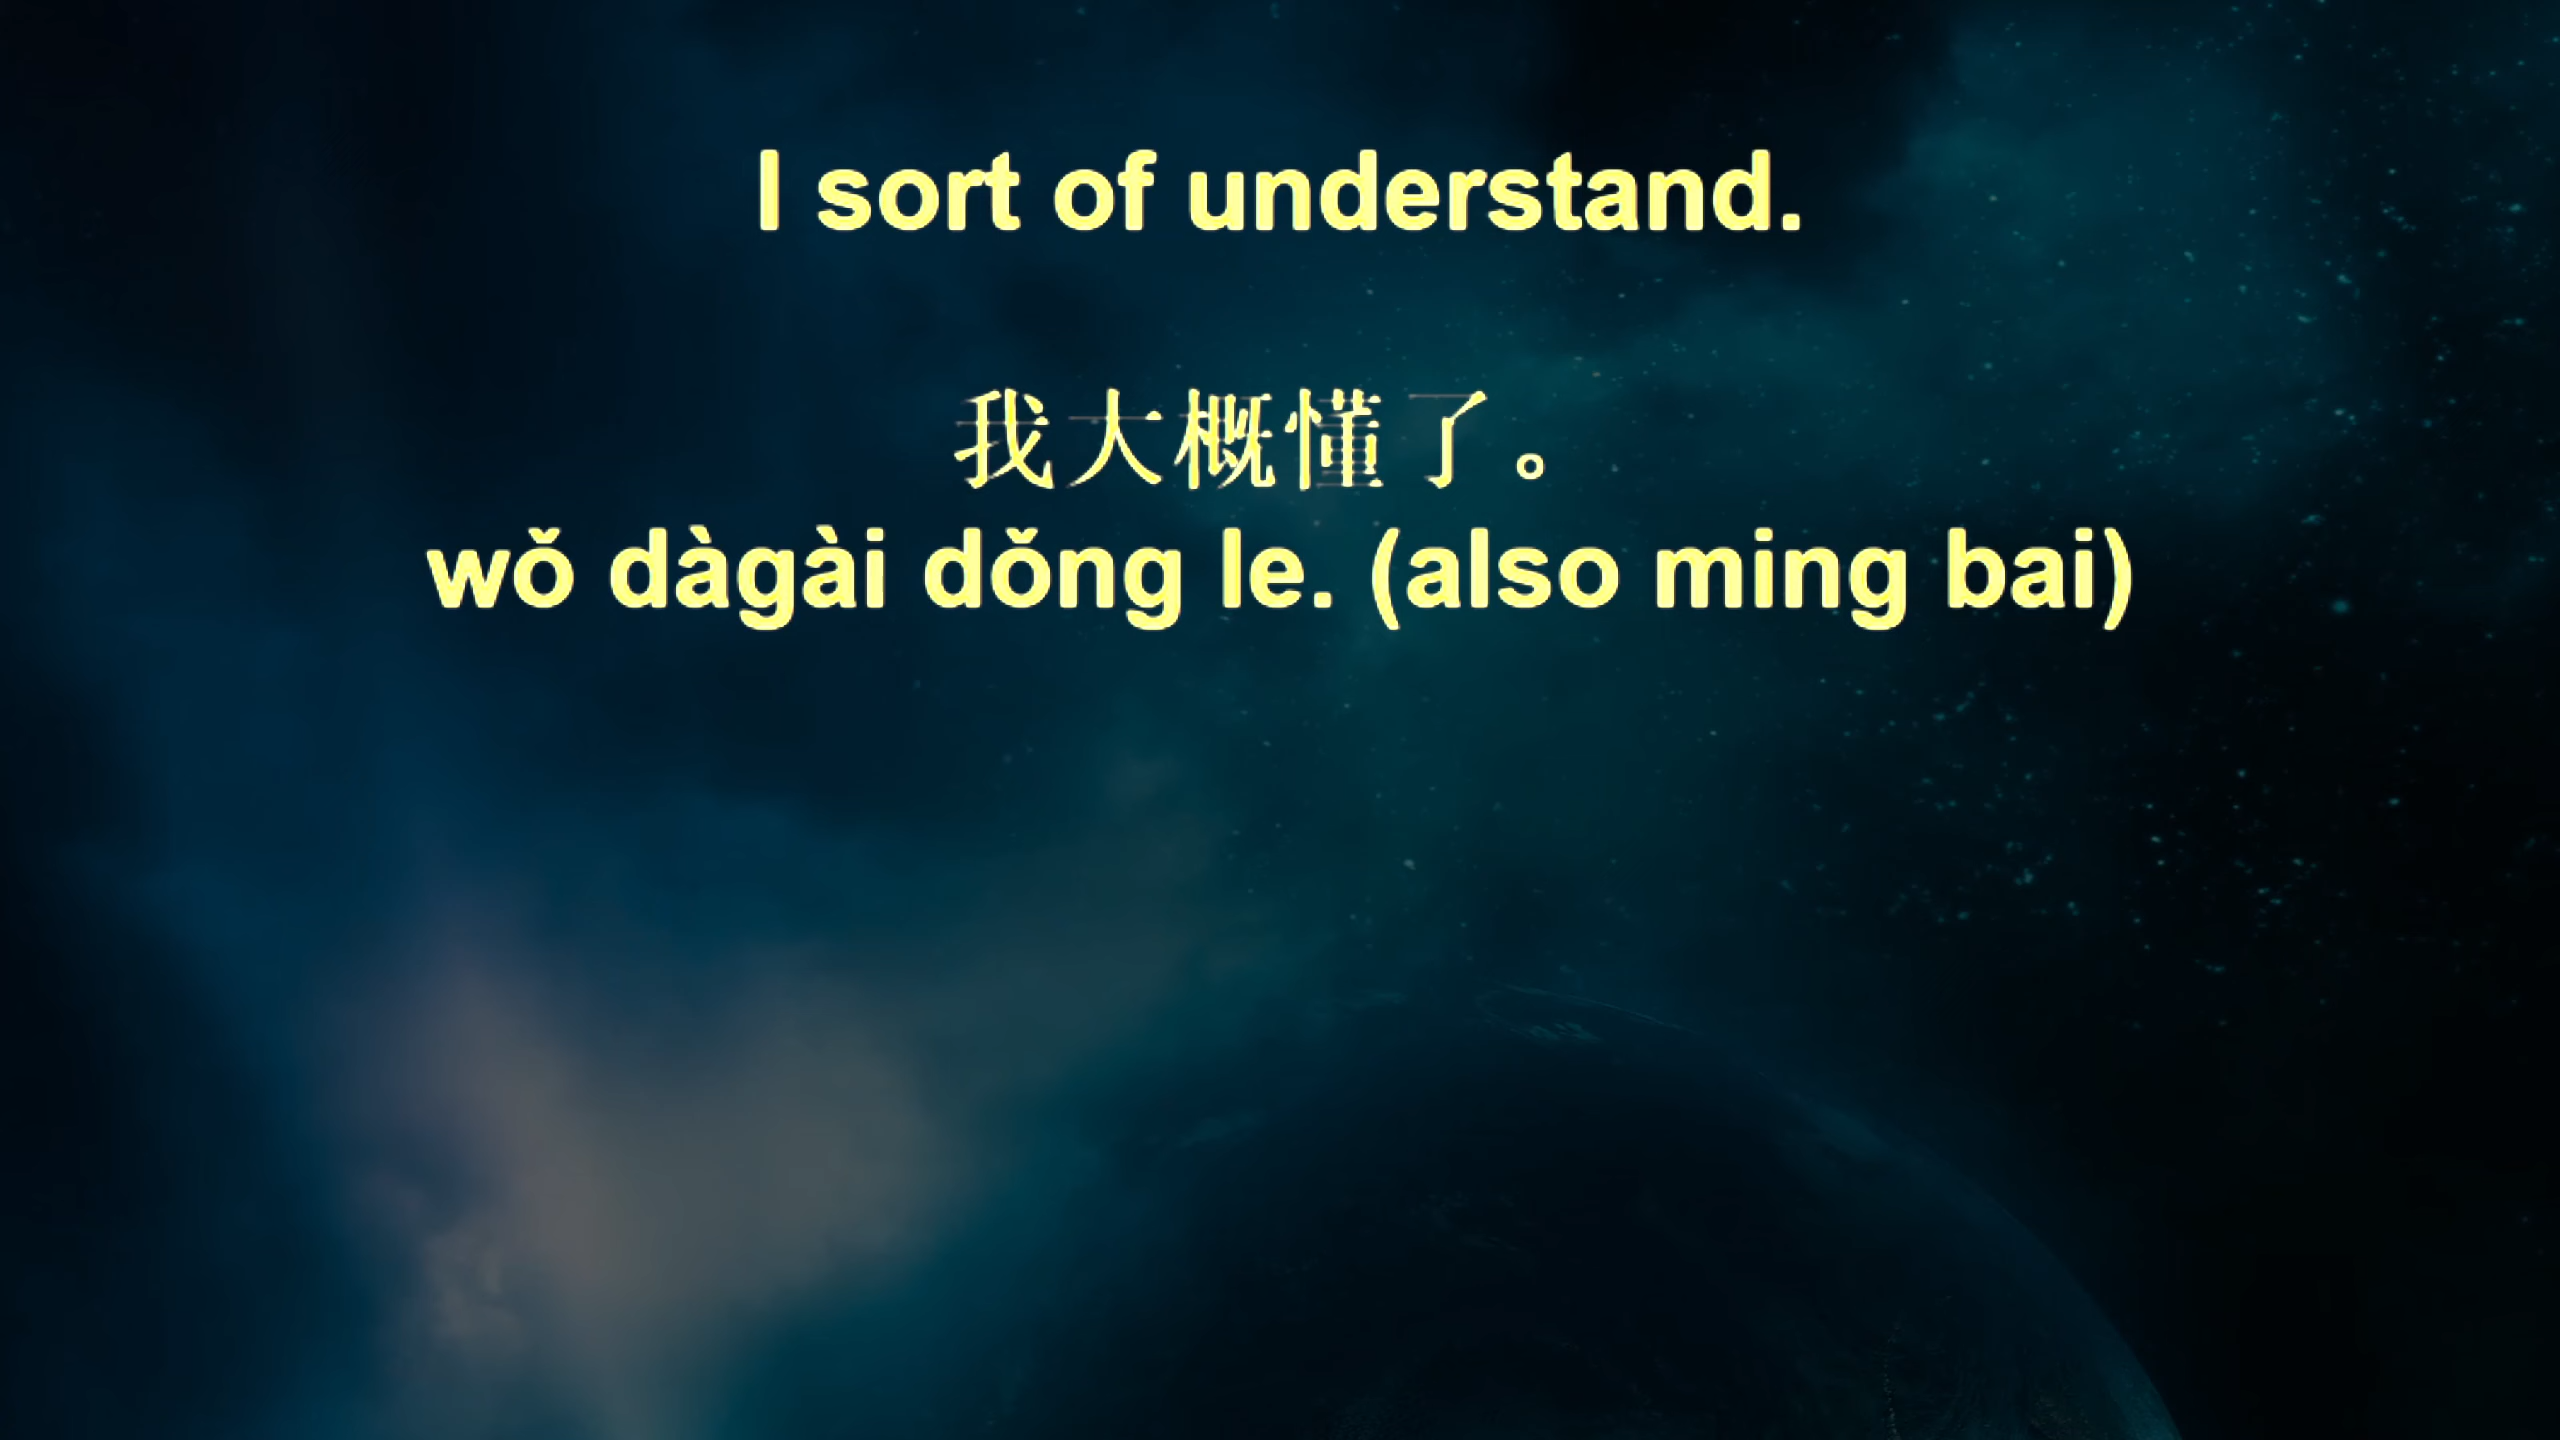 I sort of understand.
我大概懂了。
wǒ dàgài dǒng le. (also ming bai)